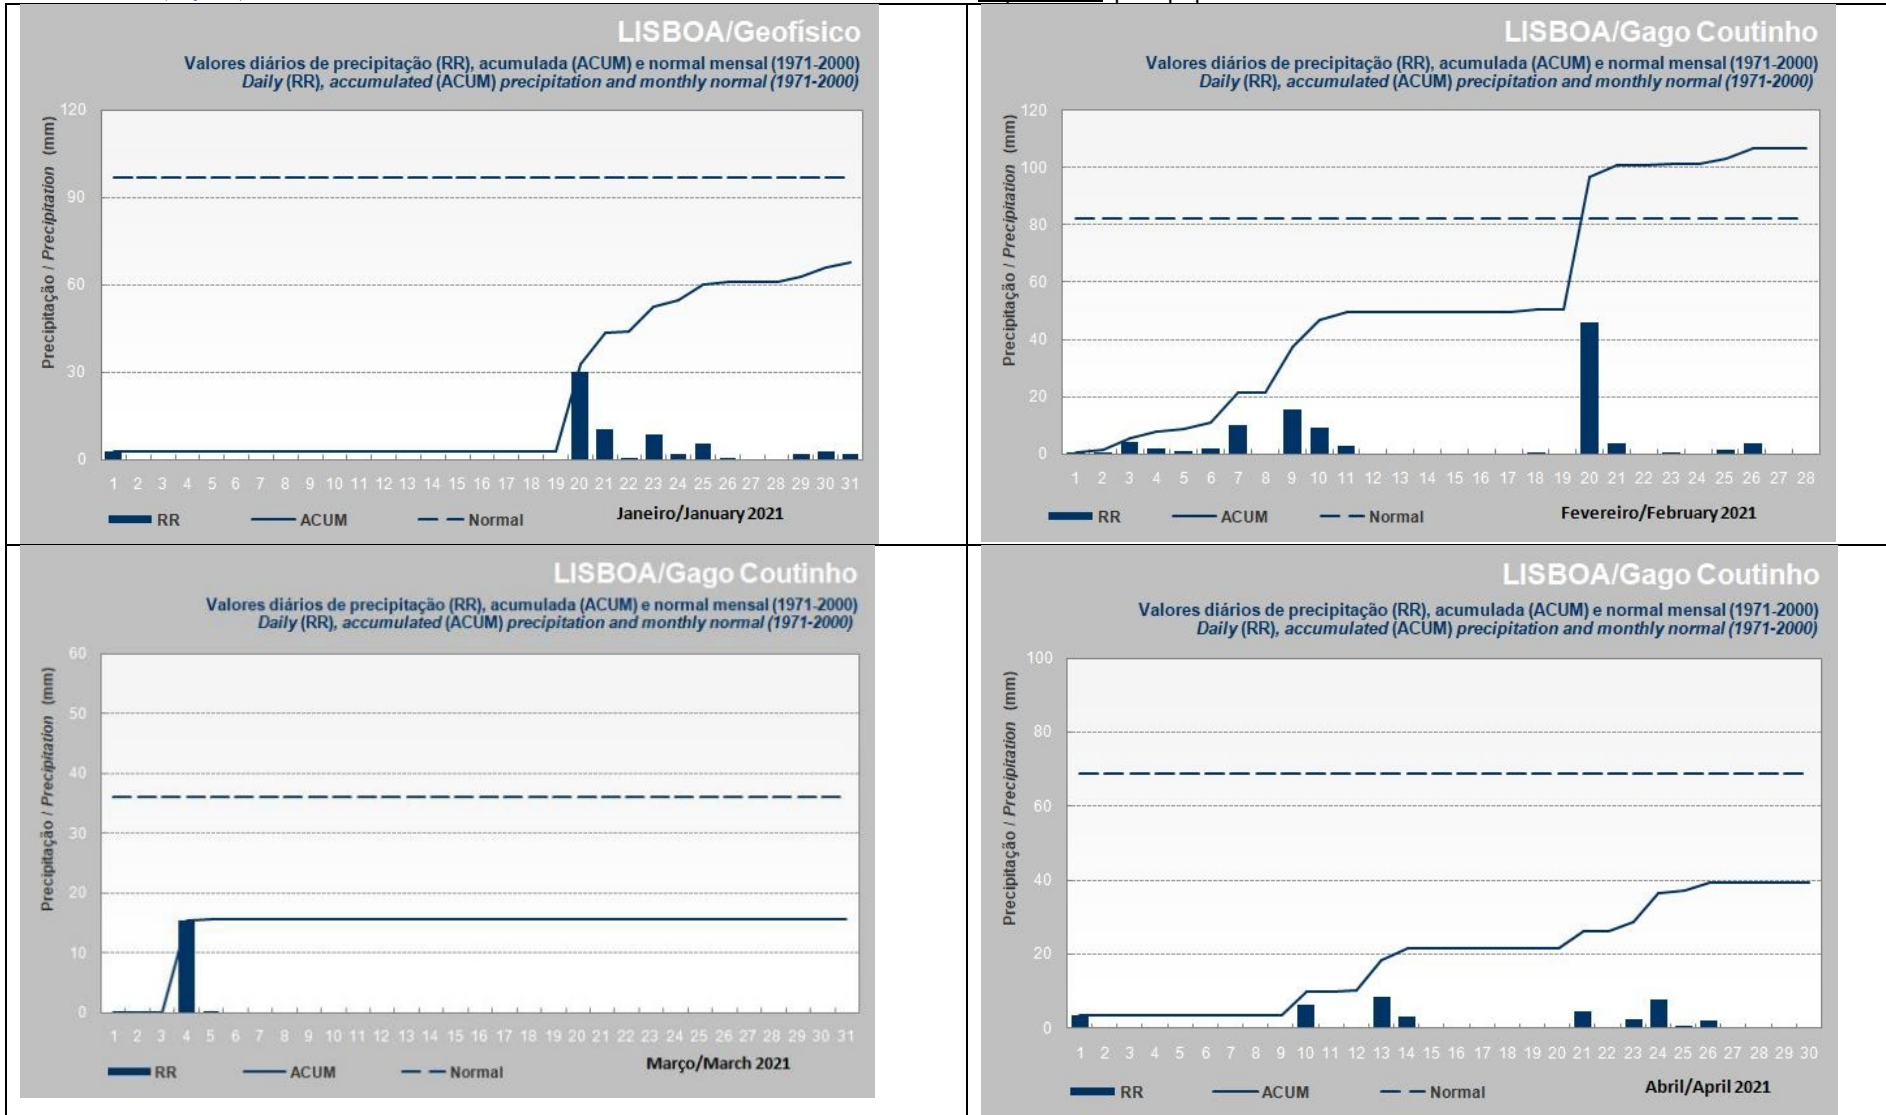 LISBOA/Geofísico
Valores diários de precipitação (RR), acumulada (ACUM) e normal mensal (1971-2000)
Daily (RR), accumulated (ACUM) precipitation and monthly normal (1971-2000)
Precipitação / Precipitation (mm)
120
90
60
30
0
1 2 3 4 5 6 7 8 9 10 11 12 13 14 15 16 17 18 19 20 21 22 23 24 25 26 27 28 29 30 31
RR ACUM Normal Janeiro/January 2021
LISBOA/Gago Coutinho
Valores diários de precipitação (RR), acumulada (ACUM) e normal mensal (1971-2000)
Daily (RR), accumulated (ACUM) precipitation and monthly normal (1971-2000)
Precipitação / Precipitation (mm)
120
100
80
60
40
20
0
1 2 3 4 5 6 7 8 9 10 11 12 13 14 15 16 17 18 19 20 21 22 23 24 25 26 27 28
RR ACUM Normal Fevereiro/February 2021
LISBOA/Gago Coutinho
Valores diários de precipitação (RR), acumulada (ACUM) e normal mensal (1971-2000)
Daily (RR), accumulated (ACUM) precipitation and monthly normal (1971-2000)
Precipitação / Precipitation (mm)
60
50
40
30
20
10
0
1 2 3 4 5 6 7 8 9 10 11 12 13 14 15 16 17 18 19 20 21 22 23 24 25 26 27 28 29 30 31
RR ACUM Normal Março/March 2021
LISBOA/Gago Coutinho
Valores diários de precipitação (RR), acumulada (ACUM) e normal mensal (1971-2000)
Daily (RR), accumulated (ACUM) precipitation and monthly normal (1971-2000)
Precipitação / Precipitation (mm)
100
80
60
40
20
0
1 2 3 4 5 6 7 8 9 10 11 12 13 14 15 16 17 18 19 20 21 22 23 24 25 26 27 28 29 30
RR ACUM Normal Abril/April 2021